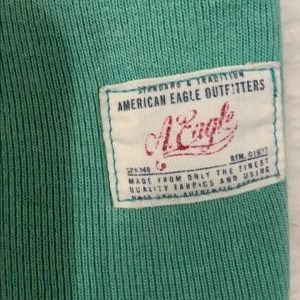 STANDARD & TRADITION
AMERICAN EAGLE OUTFITTERS
A. Eagle
MADE FROM ONLY THE FINEST
QUALITY FABRICS AND USING